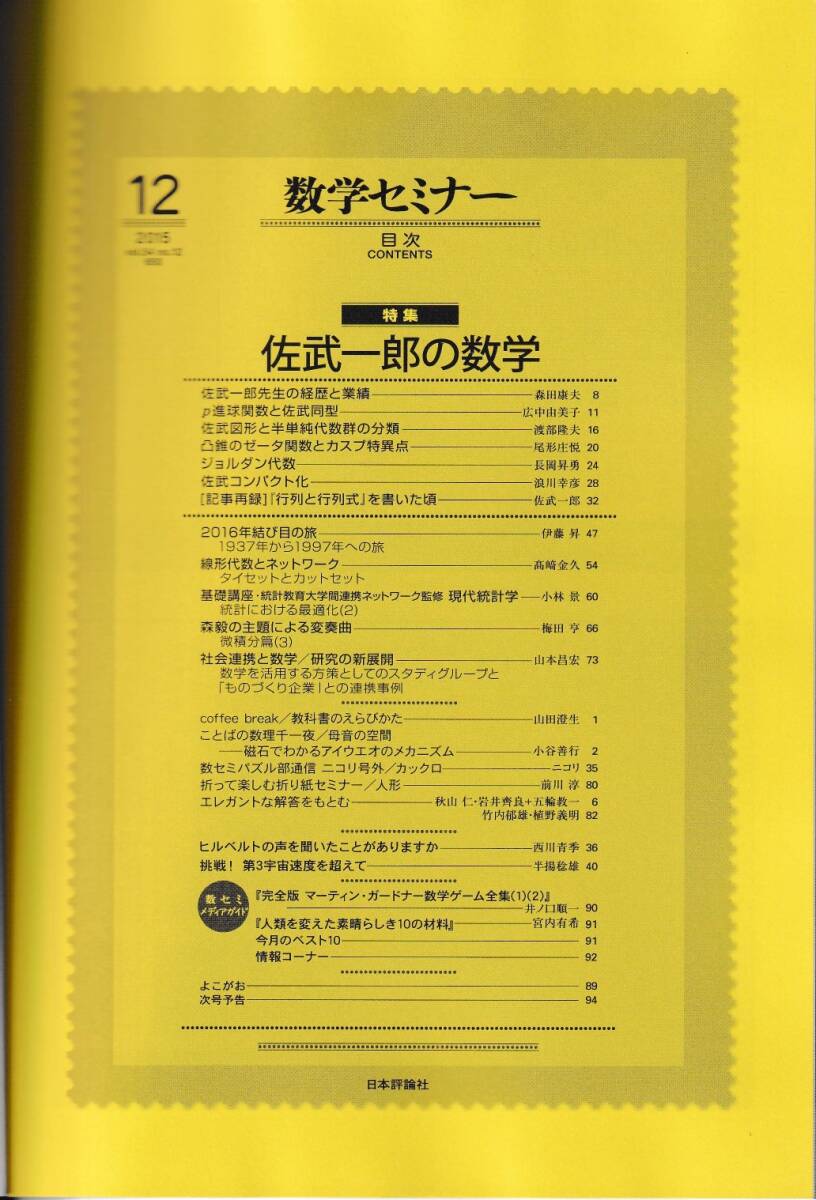 12
2015
vol.54 no.12
650
数学セミナー
目次
CONTENTS
特集
佐武一郎の数学
佐武一郎先生の経歴と業績 森田康夫 8
p進球関数と佐武同型 広中由美子 11
佐武図形と半単純代数群の分類 渡部隆夫 16
凸錐のゼータ関数とカスプ特異点 尾形庄悦 20
ジョルダン代数 長岡昇勇 24
佐武コンパクト化 浪川幸彦 28
[記事再録]『行列と行列式』を書いた頃 佐武一郎 32
2016年結び目の旅 伊藤 昇 47
1937年から1997年への旅
線形代数とネットワーク 髙﨑金久 54
タイセットとカットセット
基礎講座・統計教育大学間連携ネットワーク監修 現代統計学 小林 景 60
統計における最適化(2)
森毅の主題による変奏曲 梅田 亨 66
微積分篇(3)
社会連携と数学/研究の新展開 山本昌宏 73
数学を活用する方策としてのスタディグループと
「ものづくり企業」との連携事例
coffee break/教科書のえらびかた 山田澄生 1
ことばの数理千一夜/母音の空間
――磁石でわかるアイウエオのメカニズム 小谷善行 2
数セミパズル部通信 ニコリ号外/カックロ ニコリ 35
折って楽しむ折り紙セミナー/人形 前川 淳 80
エレガントな解答をもとむ 秋山 仁・岩井齊良+五輪教一 6
竹内郁雄・植野義明 82
ヒルベルトの声を聞いたことがありますか 西川青季 36
挑戦! 第3宇宙速度を超えて 半揚稔雄 40
数セミ
メディアガイド
『完全版 マーティン・ガードナー数学ゲーム全集(1)(2)』
井ノ口順一 90
『人類を変えた素晴らしき10の材料』 宮内有希 91
今月のベスト10 91
情報コーナー 92
よこがお 89
次号予告 94
日本評論社